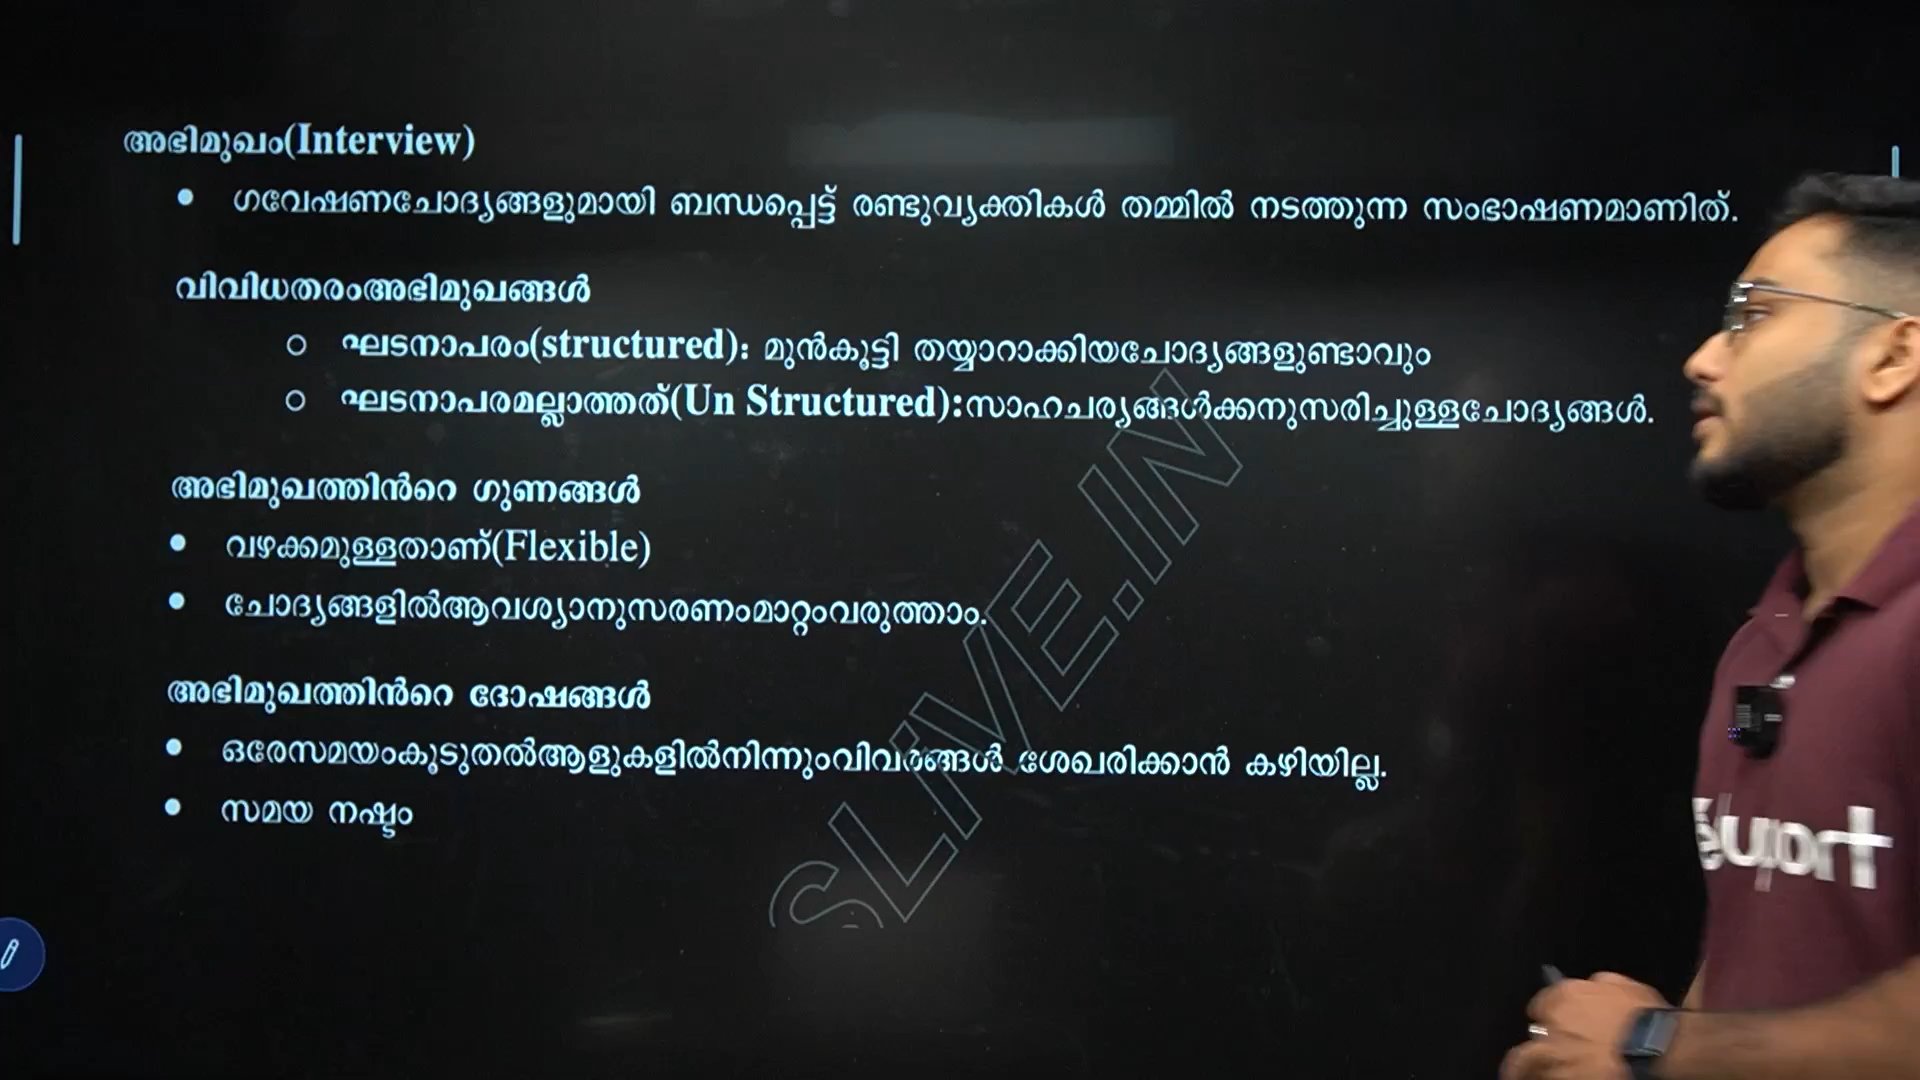 അഭിമുഖം(Interview)
● ഗവേഷണചോദ്യങ്ങളുമായി ബന്ധപ്പെട്ട് രണ്ടുവ്യക്തികൾ തമ്മിൽ നടത്തുന്ന സംഭാഷണമാണിത്.
വിവിധതരംഅഭിമുഖങ്ങൾ
○ ഘടനാപരം(structured): മുൻകൂട്ടി തയ്യാറാക്കിയചോദ്യങ്ങളുണ്ടാവും
○ ഘടനാപരമല്ലാത്തത്(Un Structured):സാഹചര്യങ്ങൾക്കനുസരിച്ചുള്ളചോദ്യങ്ങൾ.
അഭിമുഖത്തിൻറെ ഗുണങ്ങൾ
● വഴക്കമുള്ളതാണ്(Flexible)
● ചോദ്യങ്ങളിൽആവശ്യാനുസരണംമാറ്റംവരുത്താം.
അഭിമുഖത്തിൻറെ ദോഷങ്ങൾ
● ഒരേസമയംകൂടുതൽആളുകളിൽനിന്നുംവിവരങ്ങൾ ശേഖരിക്കാൻ കഴിയില്ല.
● സമയ നഷ്ടം
SLIVE.IN